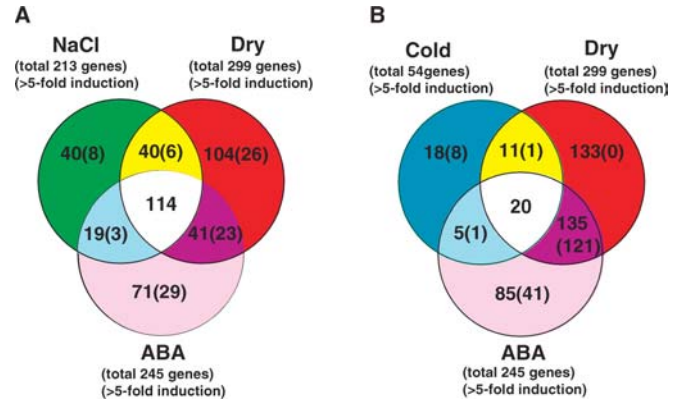 A
NaCl
(total 213 genes)
(>5-fold induction)
Dry
(total 299 genes)
(>5-fold induction)
40(8)
40(6)
104(26)
114
19(3)
41(23)
71(29)
ABA
(total 245 genes)
(>5-fold induction)
B
Cold
(total 54genes)
(>5-fold induction)
Dry
(total 299 genes)
(>5-fold induction)
18(8)
11(1)
133(0)
20
5(1)
135
(121)
85(41)
ABA
(total 245 genes)
(>5-fold induction)